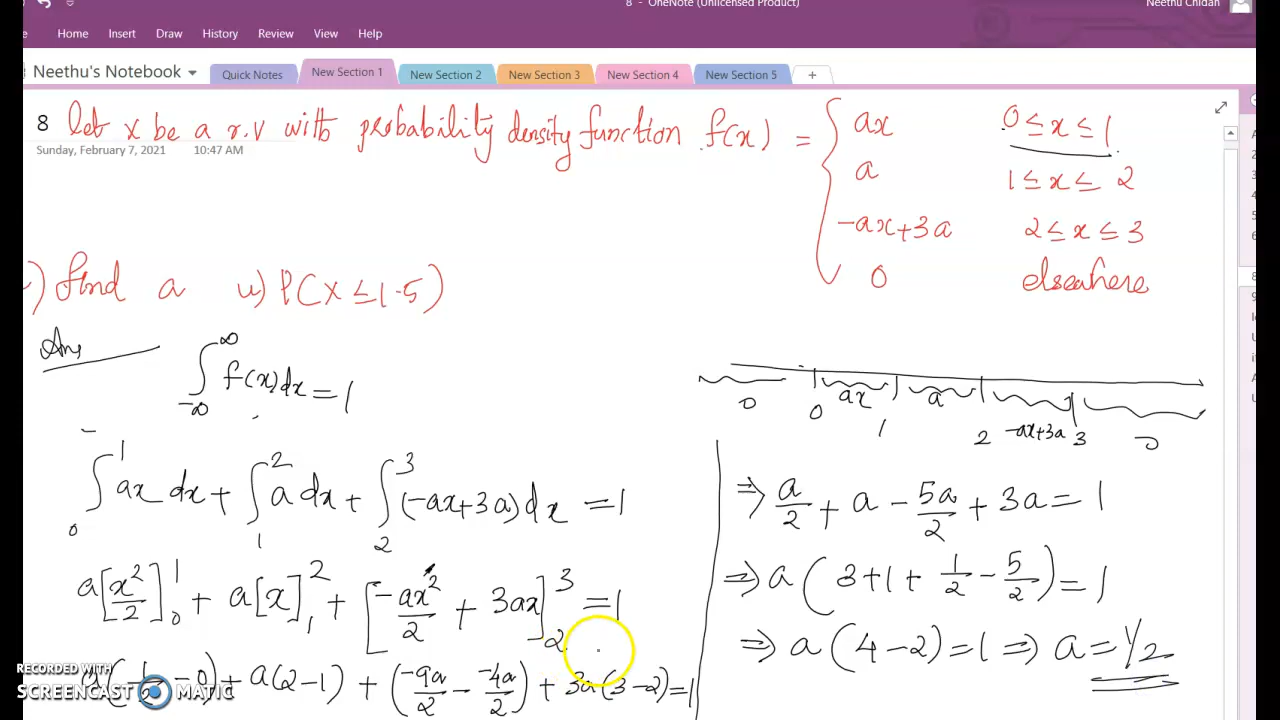 8 - OneNote (Unlicensed Product) Neethu Chidan
Home Insert Draw History Review View Help
Neethu's Notebook Quick Notes New Section 1 New Section 2 New Section 3 New Section 4 New Section 5 +
8 let x be a r.v with probability density function f(x) = { ax 0 ≤ x ≤ 1
Sunday, February 7, 2021 10:47 AM
a 1 ≤ x ≤ 2
-ax+3a 2 ≤ x ≤ 3
0 elsewhere
) find a ii) P(X ≤ 1.5)
Ans
∫_{-∞}^{∞} f(x)dx = 1
0 0 ax 1 a 2 -ax+3a 3 0
∫_0^1 ax dx + ∫_1^2 a dx + ∫_2^3 (-ax+3a)dx = 1
a[x²/2]_0^1 + a[x]_1^2 + [-ax²/2 + 3ax]_2^3 = 1
a(1/2 - 0) + a(2-1) + (-9a/2 - -4a/2) + 3a(3-2) = 1
⇒ a/2 + a - 5a/2 + 3a = 1
⇒ a(3+1+1/2 - 5/2) = 1
⇒ a(4-2) = 1 ⇒ a = 1/2
RECORDED WITH
SCREENCAST MATIC